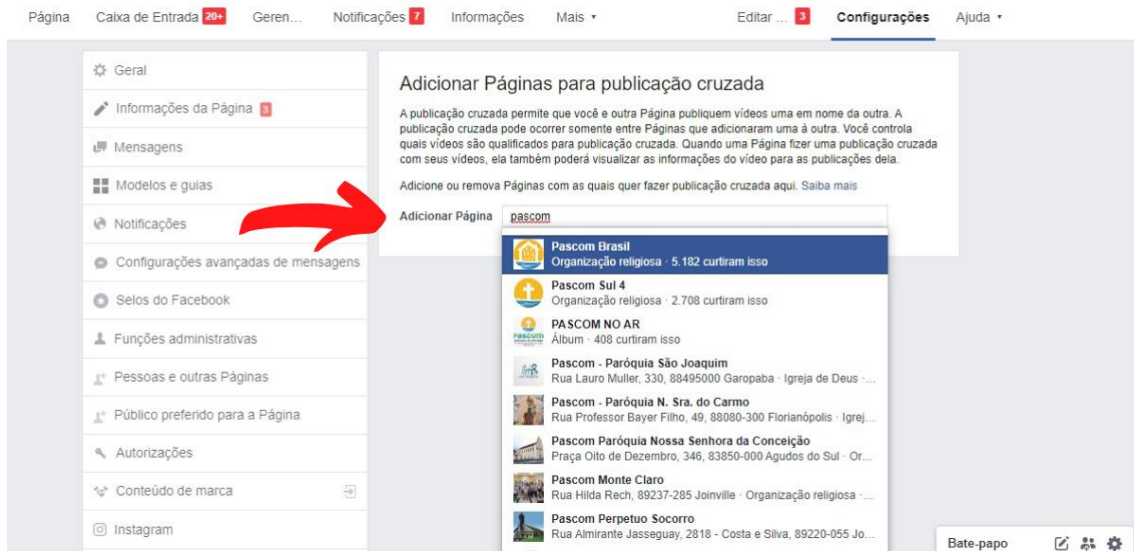 Página Caixa de Entrada 20+ Geren... Notificações 7 Informações Mais Editar ... 3 Configurações Ajuda
Geral
Informações da Página 3
Mensagens
Modelos e guias
Notificações
Configurações avançadas de mensagens
Selos do Facebook
Funções administrativas
Pessoas e outras Páginas
Público preferido para a Página
Autorizações
Conteúdo de marca
Instagram
Adicionar Páginas para publicação cruzada
A publicação cruzada permite que você e outra Página publiquem vídeos uma em nome da outra. A
publicação cruzada pode ocorrer somente entre Páginas que adicionaram uma à outra. Você controla
quais vídeos são qualificados para publicação cruzada. Quando uma Página fizer uma publicação cruzada
com seus vídeos, ela também poderá visualizar as informações do vídeo para as publicações dela.
Adicione ou remova Páginas com as quais quer fazer publicação cruzada aqui. Saiba mais
Adicionar Página pascom
Pascom Brasil
Organização religiosa · 5.182 curtiram isso
Pascom Sul 4
Organização religiosa · 2.708 curtiram isso
PASCOM NO AR
Álbum · 408 curtiram isso
Pascom - Paróquia São Joaquim
Rua Lauro Muller, 330, 88495000 Garopaba · Igreja de Deus ·...
Pascom - Paróquia N. Sra. do Carmo
Rua Professor Bayer Filho, 49, 88080-300 Florianópolis · Igrej...
Pascom Paróquia Nossa Senhora da Conceição
Praça Oito de Dezembro, 346, 83850-000 Agudos do Sul · Or...
Pascom Monte Claro
Rua Hilda Rech, 89237-285 Joinville · Organização religiosa ·...
Pascom Perpetuo Socorro
Rua Almirante Jasseguay, 2818 - Costa e Silva, 89220-055 Jo...
Bate-papo